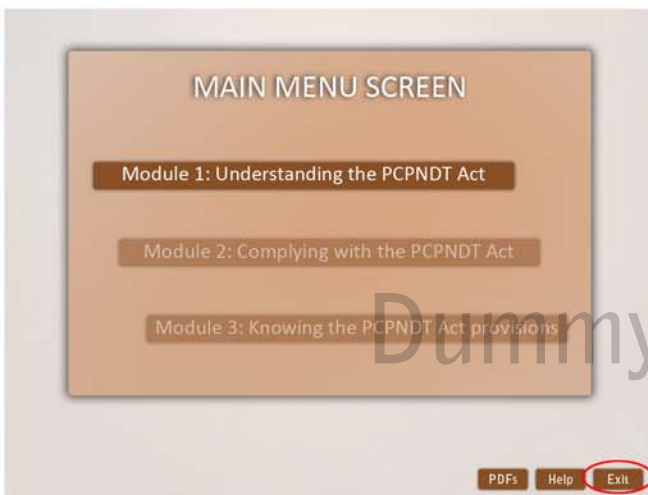 MAIN MENU SCREEN
Module 1: Understanding the PCPNDT Act
Module 2: Complying with the PCPNDT Act
Module 3: Knowing the PCPNDT Act provisions
Dummy
PDFs Help Exit